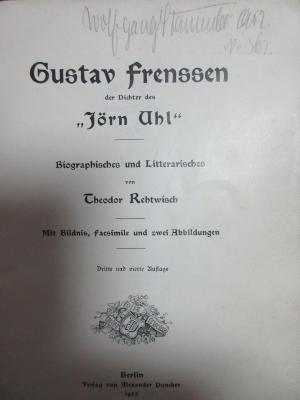 Gustav Frenssen
der Dichter des
„Jörn Uhl“
Biographisches und Litterarisches
von
Theodor Rehtwisch
Mit Bildnis, Facsimile und zwei Abbildungen
Dritte und vierte Auflage
Berlin
Verlag von Alexander Duncker